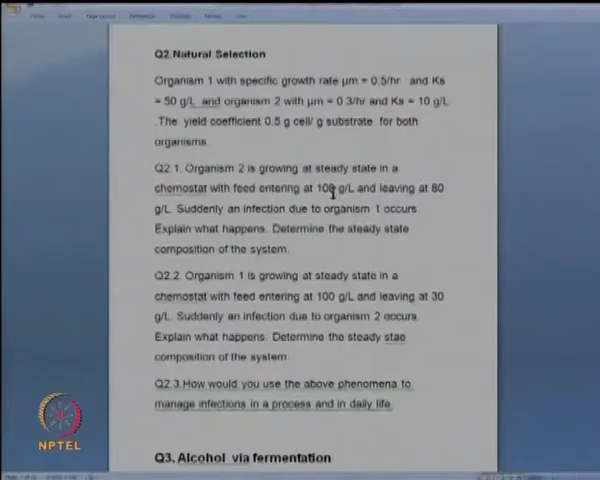 Q2.Natural Selection
Organism 1 with specific growth rate μm = 0.5/hr and Ks
= 50 g/L and organism 2 with μm = 0.3/hr and Ks = 10 g/L
The yield coefficient 0.5 g cell/ g substrate for both
organisms
Q2.1. Organism 2 is growing at steady state in a
chemostat with feed entering at 100 g/L and leaving at 80
g/L. Suddenly an infection due to organism 1 occurs.
Explain what happens. Determine the steady state
composition of the system.
Q2.2. Organism 1 is growing at steady state in a
chemostat with feed entering at 100 g/L and leaving at 30
g/L. Suddenly an infection due to organism 2 occurs.
Explain what happens. Determine the steady stae
composition of the system
Q2.3.How would you use the above phenomena to
manage infections in a process and in daily life.
NPTEL
Q3. Alcohol via fermentation